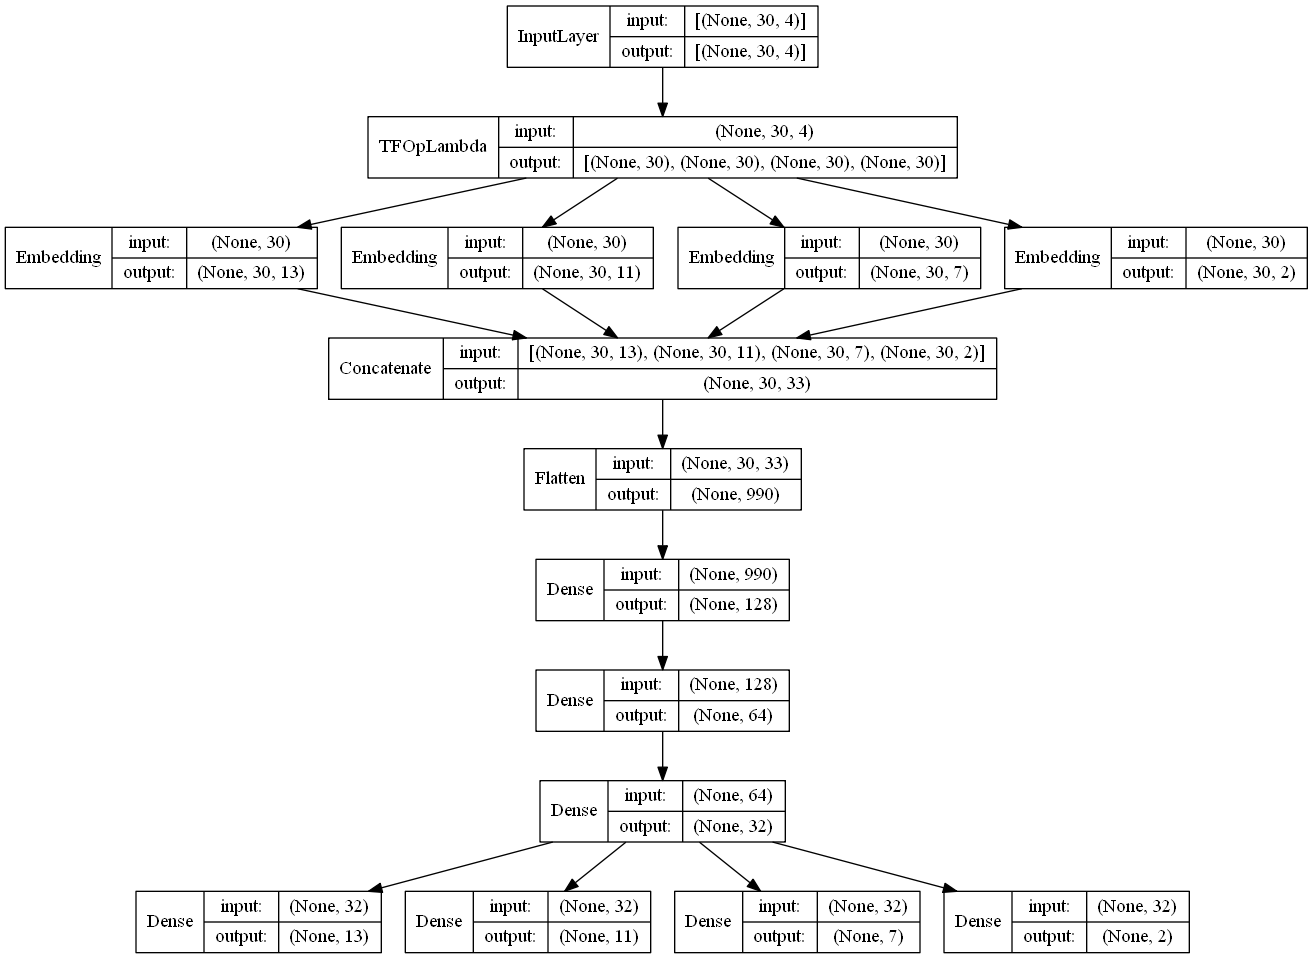 InputLayer
input: [(None, 30, 4)]
output: [(None, 30, 4)]
TFOpLambda
input: (None, 30, 4)
output: [(None, 30), (None, 30), (None, 30), (None, 30)]
Embedding
input: (None, 30)
output: (None, 30, 13)
Embedding
input: (None, 30)
output: (None, 30, 11)
Embedding
input: (None, 30)
output: (None, 30, 7)
Embedding
input: (None, 30)
output: (None, 30, 2)
Concatenate
input: [(None, 30, 13), (None, 30, 11), (None, 30, 7), (None, 30, 2)]
output: (None, 30, 33)
Flatten
input: (None, 30, 33)
output: (None, 990)
Dense
input: (None, 990)
output: (None, 128)
Dense
input: (None, 128)
output: (None, 64)
Dense
input: (None, 64)
output: (None, 32)
Dense
input: (None, 32)
output: (None, 13)
Dense
input: (None, 32)
output: (None, 11)
Dense
input: (None, 32)
output: (None, 7)
Dense
input: (None, 32)
output: (None, 2)